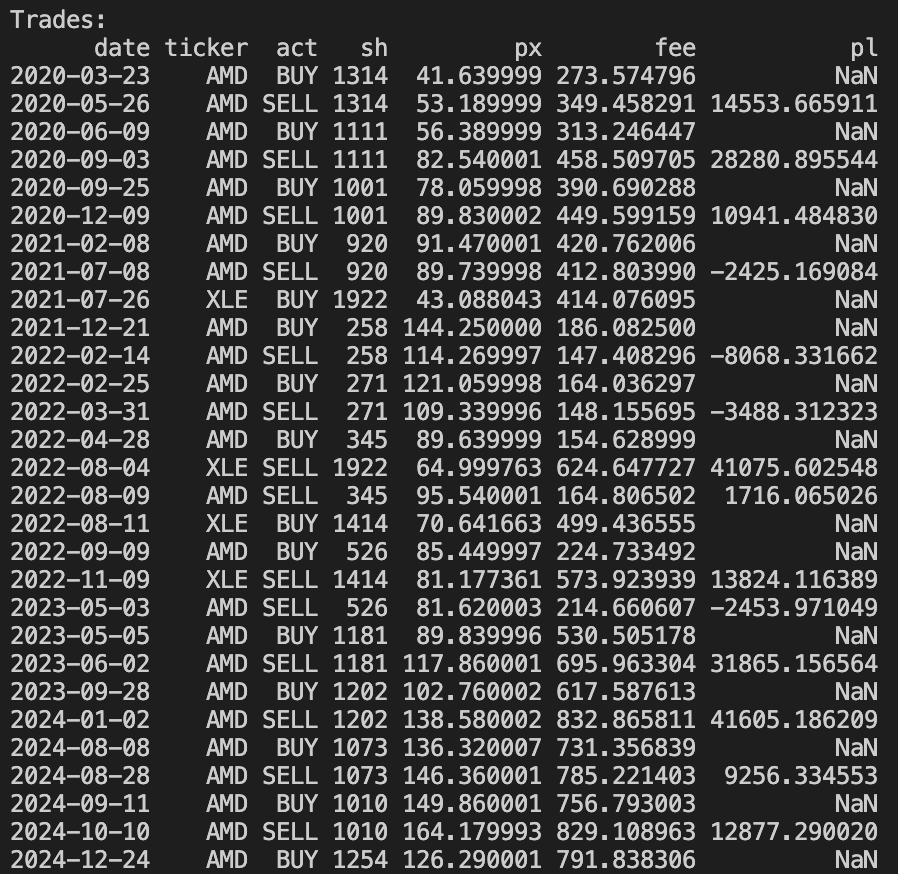 Trades:
      date ticker  act   sh         px        fee           pl
2020-03-23    AMD  BUY 1314  41.639999 273.574796          NaN
2020-05-26    AMD SELL 1314  53.189999 349.458291 14553.665911
2020-06-09    AMD  BUY 1111  56.389999 313.246447          NaN
2020-09-03    AMD SELL 1111  82.540001 458.509705 28280.895544
2020-09-25    AMD  BUY 1001  78.059998 390.690288          NaN
2020-12-09    AMD SELL 1001  89.830002 449.599159 10941.484830
2021-02-08    AMD  BUY  920  91.470001 420.762006          NaN
2021-07-08    AMD SELL  920  89.739998 412.803990 -2425.169084
2021-07-26    XLE  BUY 1922  43.088043 414.076095          NaN
2021-12-21    AMD  BUY  258 144.250000 186.082500          NaN
2022-02-14    AMD SELL  258 114.269997 147.408296 -8068.331662
2022-02-25    AMD  BUY  271 121.059998 164.036297          NaN
2022-03-31    AMD SELL  271 109.339996 148.155695 -3488.312323
2022-04-28    AMD  BUY  345  89.639999 154.628999          NaN
2022-08-04    XLE SELL 1922  64.999763 624.647727 41075.602548
2022-08-09    AMD SELL  345  95.540001 164.806502  1716.065026
2022-08-11    XLE  BUY 1414  70.641663 499.436555          NaN
2022-09-09    AMD  BUY  526  85.449997 224.733492          NaN
2022-11-09    XLE SELL 1414  81.177361 573.923939 13824.116389
2023-05-03    AMD SELL  526  81.620003 214.660607 -2453.971049
2023-05-05    AMD  BUY 1181  89.839996 530.505178          NaN
2023-06-02    AMD SELL 1181 117.860001 695.963304 31865.156564
2023-09-28    AMD  BUY 1202 102.760002 617.587613          NaN
2024-01-02    AMD SELL 1202 138.580002 832.865811 41605.186209
2024-08-08    AMD  BUY 1073 136.320007 731.356839          NaN
2024-08-28    AMD SELL 1073 146.360001 785.221403  9256.334553
2024-09-11    AMD  BUY 1010 149.860001 756.793003          NaN
2024-10-10    AMD SELL 1010 164.179993 829.108963 12877.290020
2024-12-24    AMD  BUY 1254 126.290001 791.838306          NaN